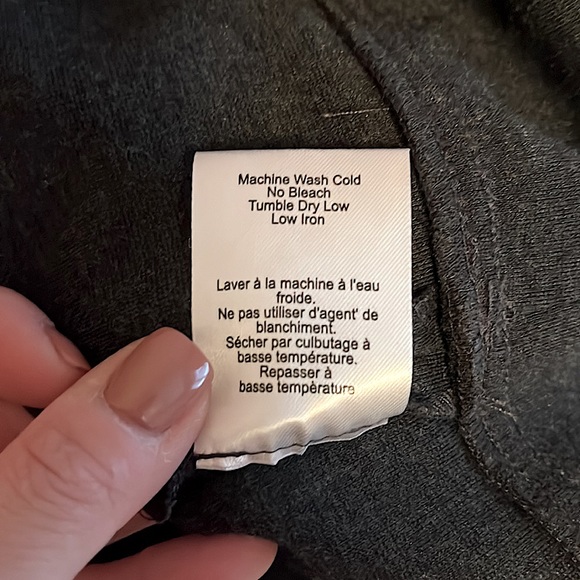 Machine Wash Cold
No Bleach
Tumble Dry Low
Low Iron
Laver à la machine à l'eau
froide.
Ne pas utiliser d'agent' de
blanchiment.
Sécher par culbutage à
basse température.
Repasser à
basse tempèrature